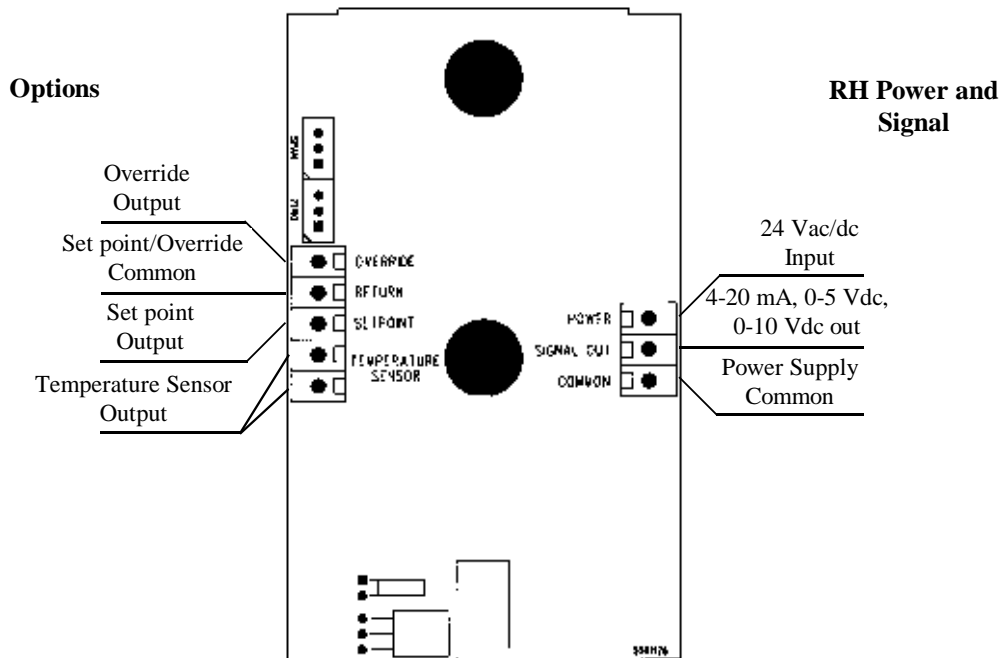 Options
RH Power and
Signal
Override
Output
Set point/Override
Common
Set point
Output
Temperature Sensor
Output
OVERRIDE
RETURN
SETPOINT
TEMPERATURE
SENSOR
POWER
SIGNAL OUT
COMMON
24 Vac/dc
Input
4-20 mA, 0-5 Vdc,
0-10 Vdc out
Power Supply
Common